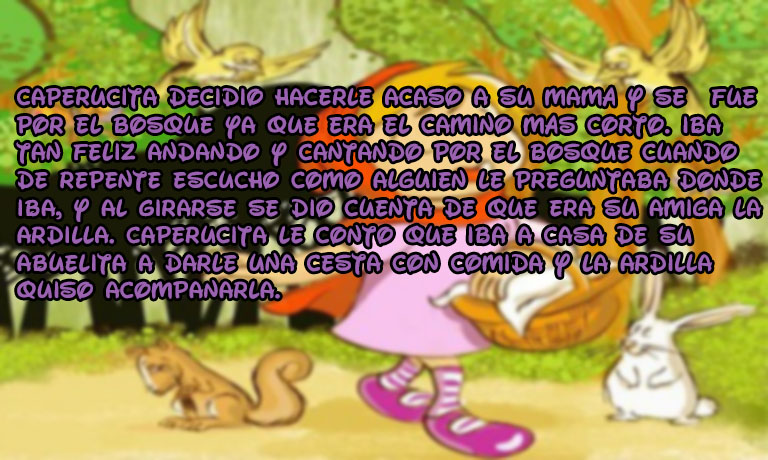 CAPERUCITA DECIDIO HACERLE ACASO A SU MAMA Y SE FUE
POR EL BOSQUE YA QUE ERA EL CAMINO MAS CORTO. IBA
TAN FELIZ ANDANDO Y CANTANDO POR EL BOSQUE CUANDO
DE REPENTE ESCUCHO COMO ALGUIEN LE PREGUNTABA DONDE
IBA, Y AL GIRARSE SE DIO CUENTA DE QUE ERA SU AMIGA LA
ARDILLA. CAPERUCITA LE CONTO QUE IBA A CASA DE SU
ABUELITA A DARLE UNA CESTA CON COMIDA Y LA ARDILLA
QUISO ACOMPANARLA.